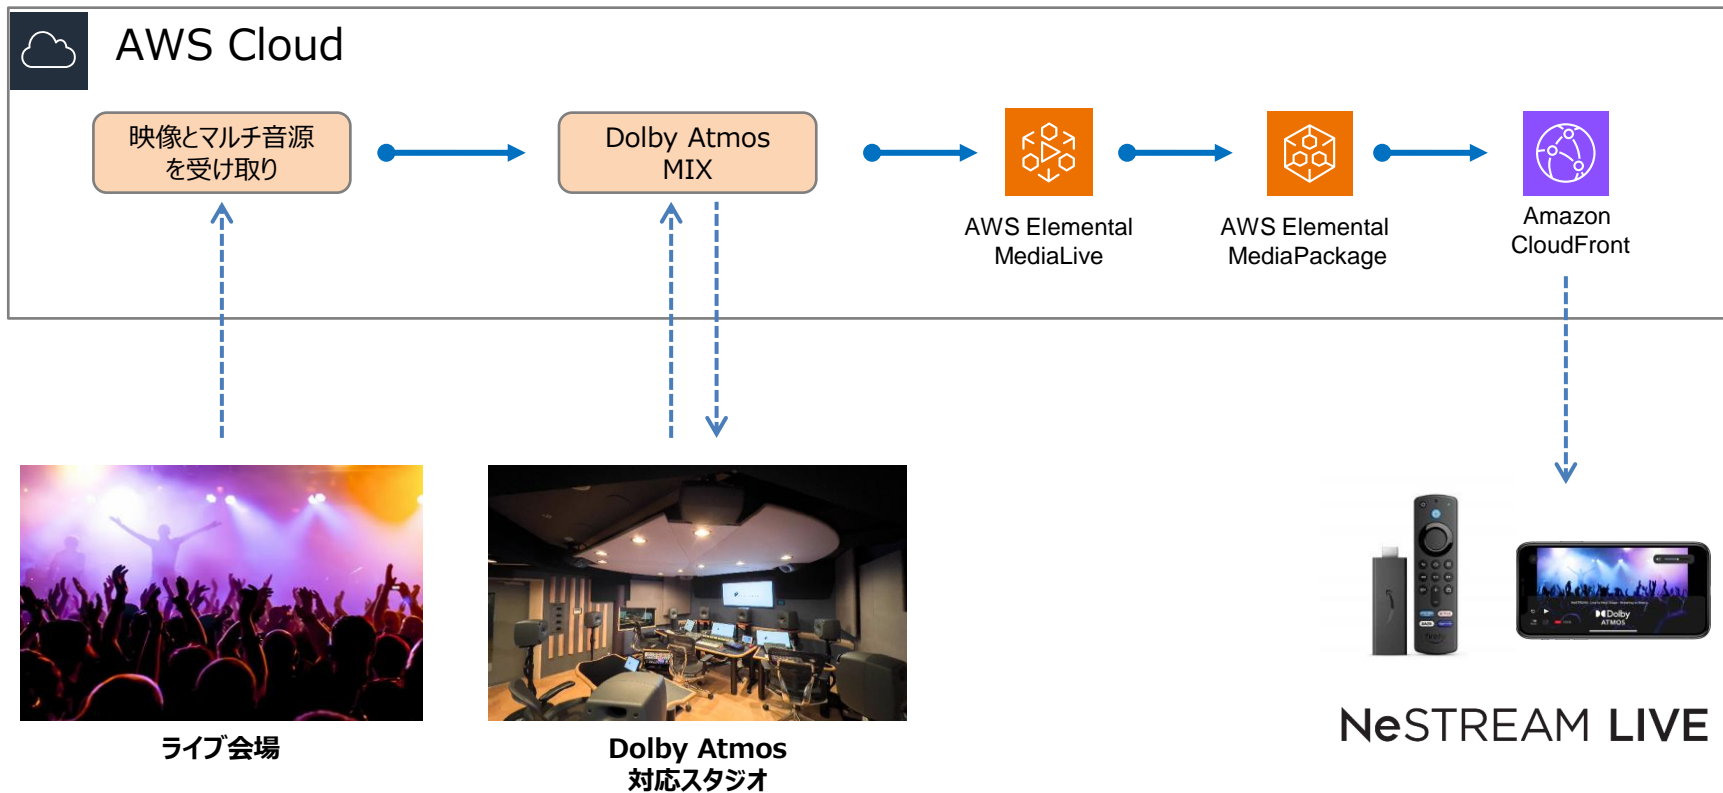 AWS Cloud
映像とマルチ音源
を受け取り
Dolby Atmos
MIX
AWS Elemental
MediaLive
AWS Elemental
MediaPackage
Amazon
CloudFront
ライブ会場
Dolby Atmos
対応スタジオ
Dolby
ATMOS
NeSTREAM LIVE